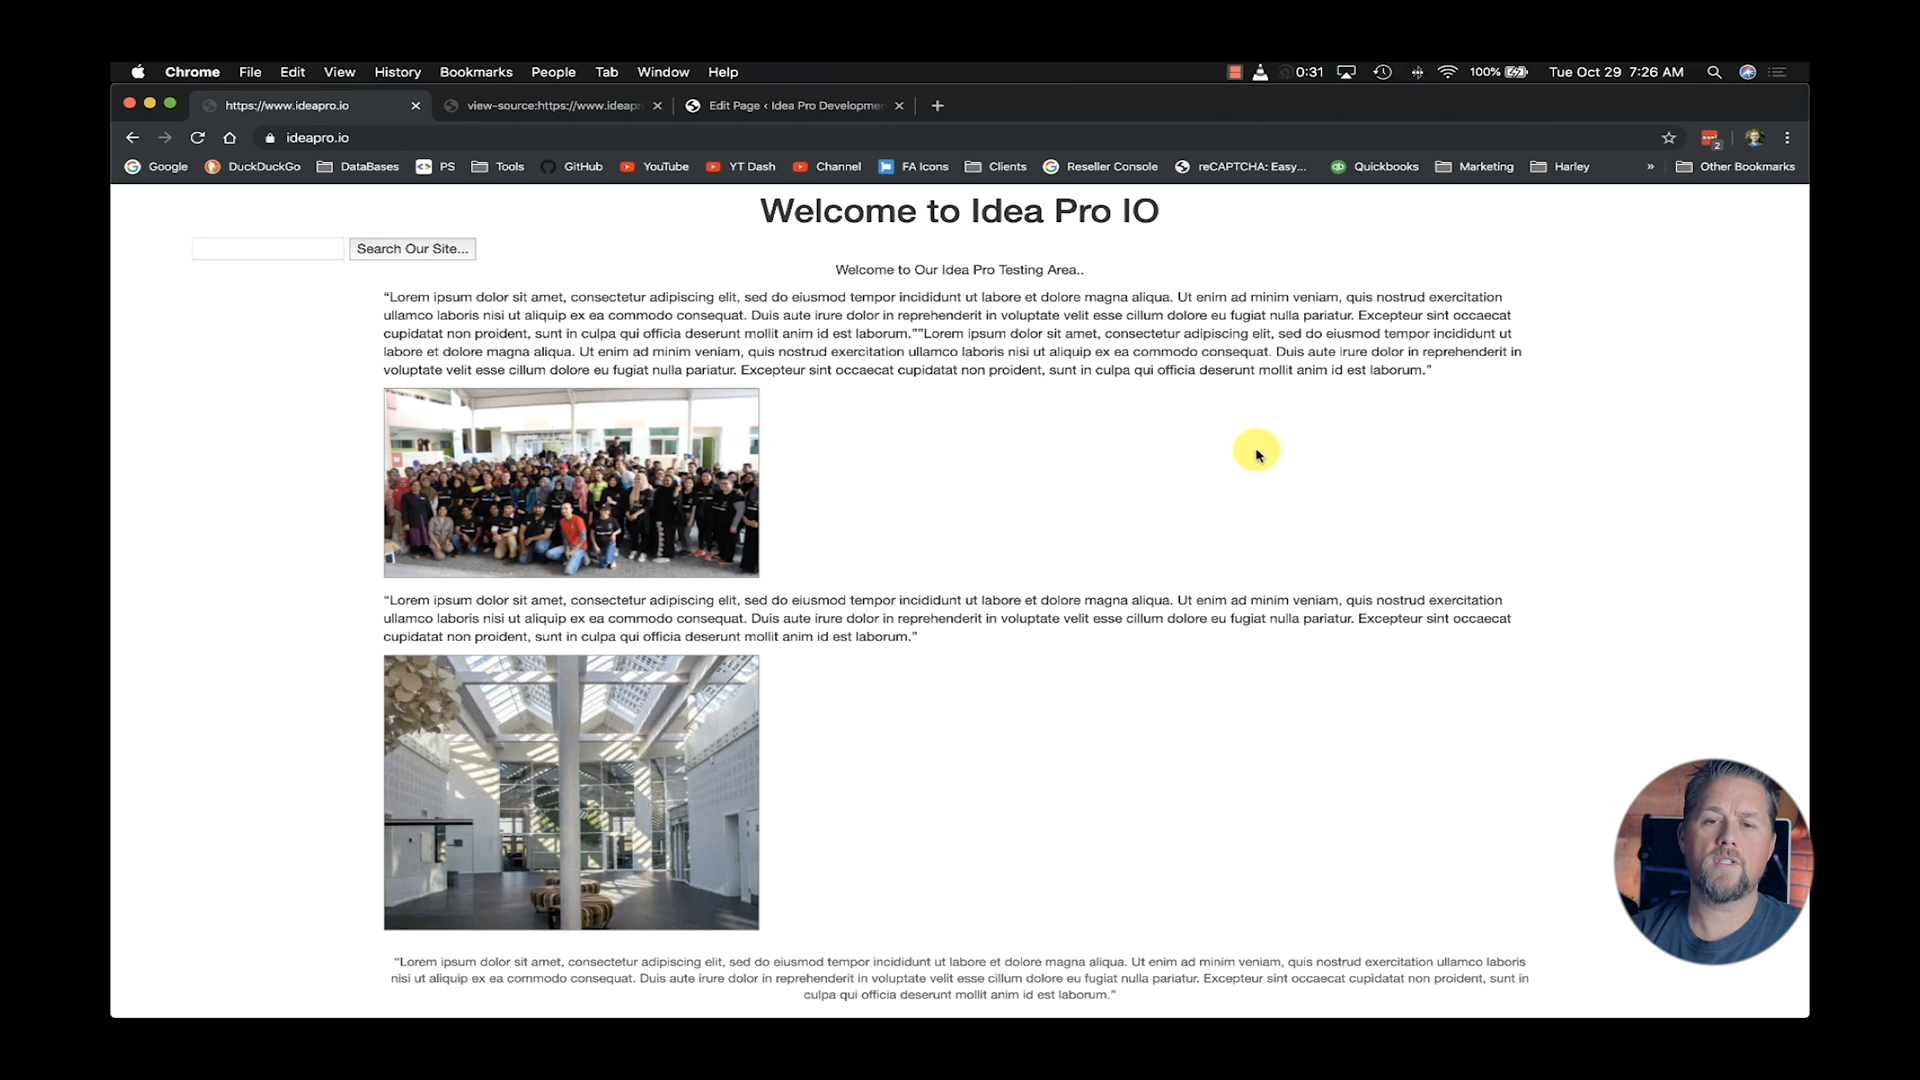 Chrome File Edit View History Bookmarks People Tab Window Help 0:31 100% Tue Oct 29 7:26 AM
https://www.ideapro.io view-source:https://www.ideapr Edit Page ‹ Idea Pro Developmen
ideapro.io
Google DuckDuckGo DataBases PS Tools GitHub YouTube YT Dash Channel FA Icons Clients Reseller Console reCAPTCHA: Easy... Quickbooks Marketing Harley » Other Bookmarks
Welcome to Idea Pro IO
Search Our Site...
Welcome to Our Idea Pro Testing Area..
“Lorem ipsum dolor sit amet, consectetur adipiscing elit, sed do eiusmod tempor incididunt ut labore et dolore magna aliqua. Ut enim ad minim veniam, quis nostrud exercitation
ullamco laboris nisi ut aliquip ex ea commodo consequat. Duis aute irure dolor in reprehenderit in voluptate velit esse cillum dolore eu fugiat nulla pariatur. Excepteur sint occaecat
cupidatat non proident, sunt in culpa qui officia deserunt mollit anim id est laborum.””Lorem ipsum dolor sit amet, consectetur adipiscing elit, sed do eiusmod tempor incididunt ut
labore et dolore magna aliqua. Ut enim ad minim veniam, quis nostrud exercitation ullamco laboris nisi ut aliquip ex ea commodo consequat. Duis aute irure dolor in reprehenderit in
voluptate velit esse cillum dolore eu fugiat nulla pariatur. Excepteur sint occaecat cupidatat non proident, sunt in culpa qui officia deserunt mollit anim id est laborum.”
“Lorem ipsum dolor sit amet, consectetur adipiscing elit, sed do eiusmod tempor incididunt ut labore et dolore magna aliqua. Ut enim ad minim veniam, quis nostrud exercitation
ullamco laboris nisi ut aliquip ex ea commodo consequat. Duis aute irure dolor in reprehenderit in voluptate velit esse cillum dolore eu fugiat nulla pariatur. Excepteur sint occaecat
cupidatat non proident, sunt in culpa qui officia deserunt mollit anim id est laborum.”
“Lorem ipsum dolor sit amet, consectetur adipiscing elit, sed do eiusmod tempor incididunt ut labore et dolore magna aliqua. Ut enim ad minim veniam, quis nostrud exercitation ullamco laboris
nisi ut aliquip ex ea commodo consequat. Duis aute irure dolor in reprehenderit in voluptate velit esse cillum dolore eu fugiat nulla pariatur. Excepteur sint occaecat cupidatat non proident, sunt in
culpa qui officia deserunt mollit anim id est laborum.”